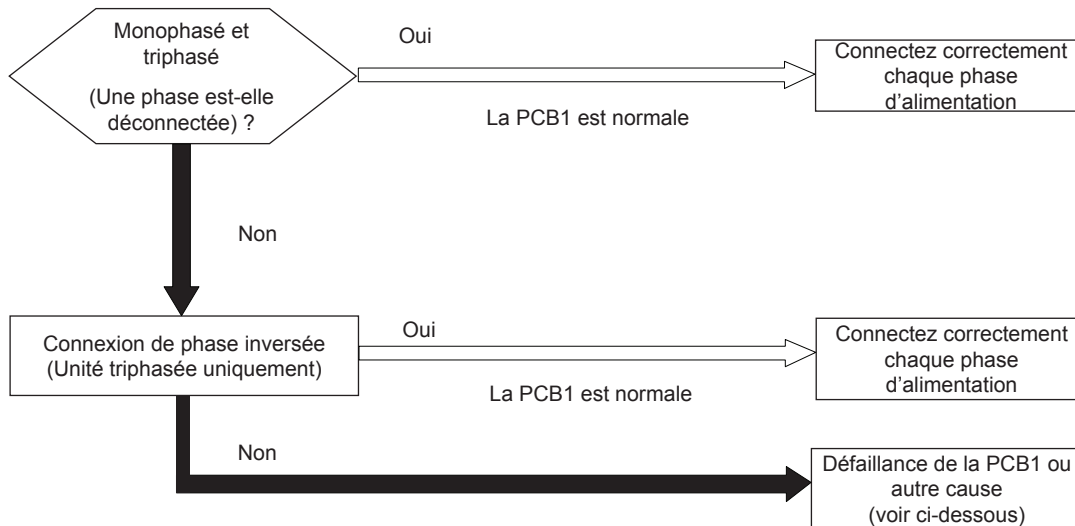 Monophasé et
triphasé
(Une phase est-elle
déconnectée) ?
Oui
La PCB1 est normale
Connectez correctement
chaque phase
d’alimentation
Non
Connexion de phase inversée
(Unité triphasée uniquement)
Oui
La PCB1 est normale
Connectez correctement
chaque phase
d’alimentation
Non
Défaillance de la PCB1 ou
autre cause
(voir ci-dessous)